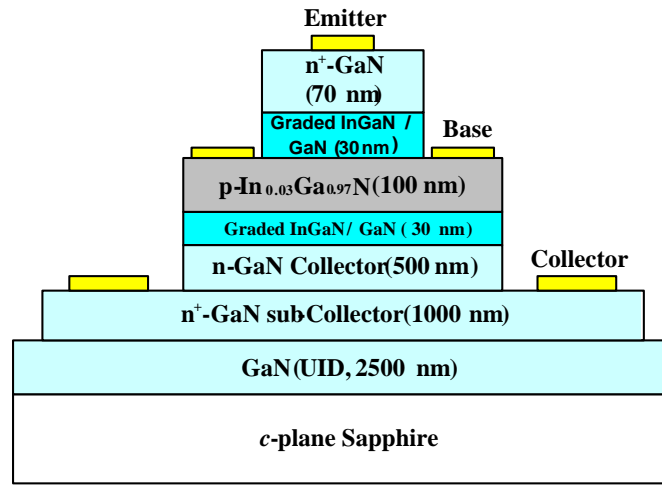 Emitter
n⁺-GaN
(70 nm)
Graded InGaN /
GaN (30nm)
Base
p-In₀.₀₃Ga₀.₉₇N(100 nm)
Graded InGaN/ GaN ( 30 nm)
n-GaN Collector(500 nm)
Collector
n⁺-GaN sub-Collector(1000 nm)
GaN(UID, 2500 nm)
c-plane Sapphire